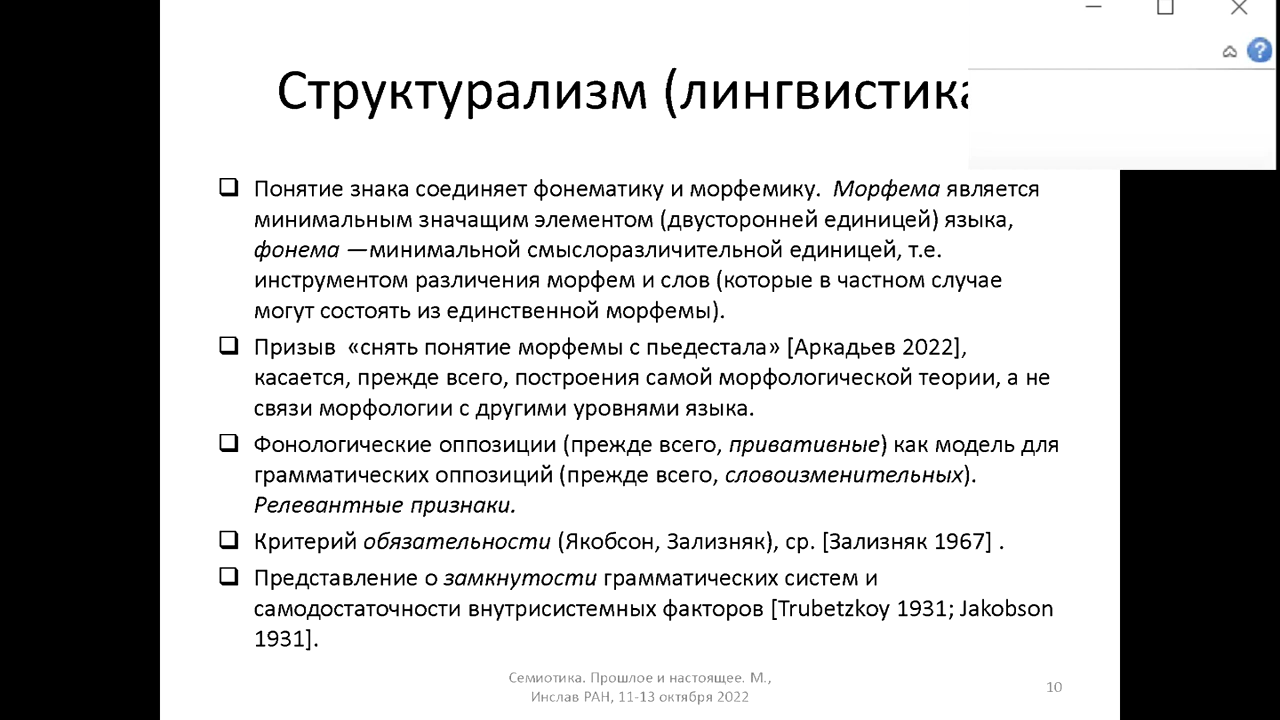 Структурализм (лингвистика
Понятие знака соединяет фонематику и морфемику. Морфема является
минимальным значащим элементом (двусторонней единицей) языка,
фонема —минимальной смыслоразличительной единицей, т.е.
инструментом различения морфем и слов (которые в частном случае
могут состоять из единственной морфемы).
Призыв «снять понятие морфемы с пьедестала» [Аркадьев 2022],
касается, прежде всего, построения самой морфологической теории, а не
связи морфологии с другими уровнями языка.
Фонологические оппозиции (прежде всего, привативные) как модель для
грамматических оппозиций (прежде всего, словоизменительных).
Релевантные признаки.
Критерий обязательности (Якобсон, Зализняк), ср. [Зализняк 1967] .
Представление о замкнутости грамматических систем и
самодостаточности внутрисистемных факторов [Trubetzkoy 1931; Jakobson
1931].
Семиотика. Прошлое и настоящее. М.,
Инслав РАН, 11-13 октября 2022
10